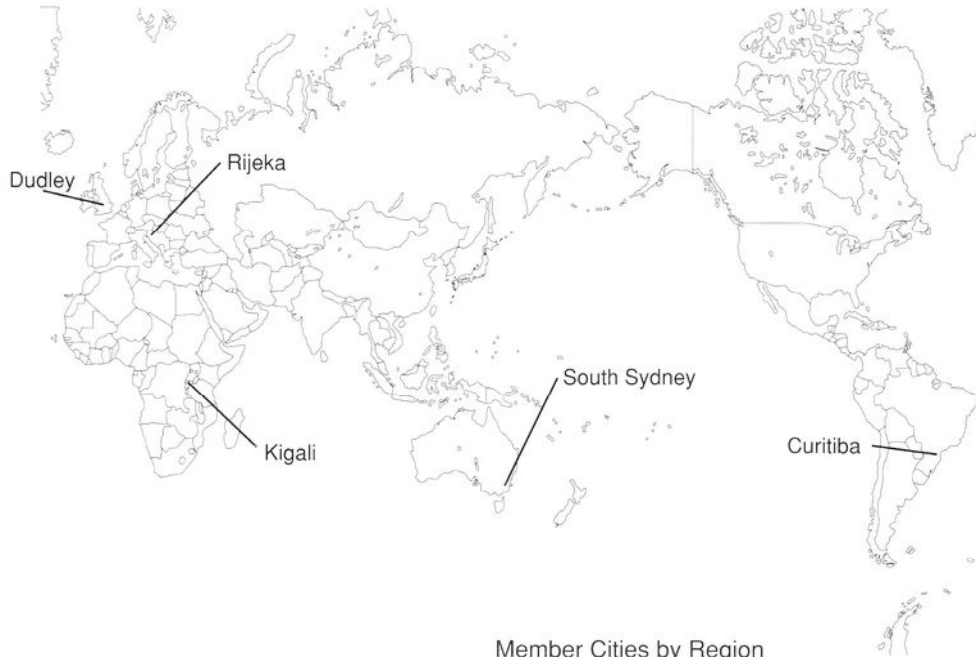 Rijeka
Dudley
South Sydney
Curitiba
Kigali
Member Cities by Region